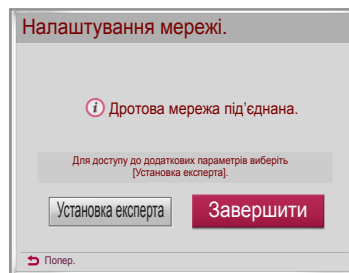 Налаштування мережі.
Дротова мережа під'єднана.
Для доступу до додаткових параметрів виберіть
[Установка експерта].
Установка експерта
Завершити
Попер.